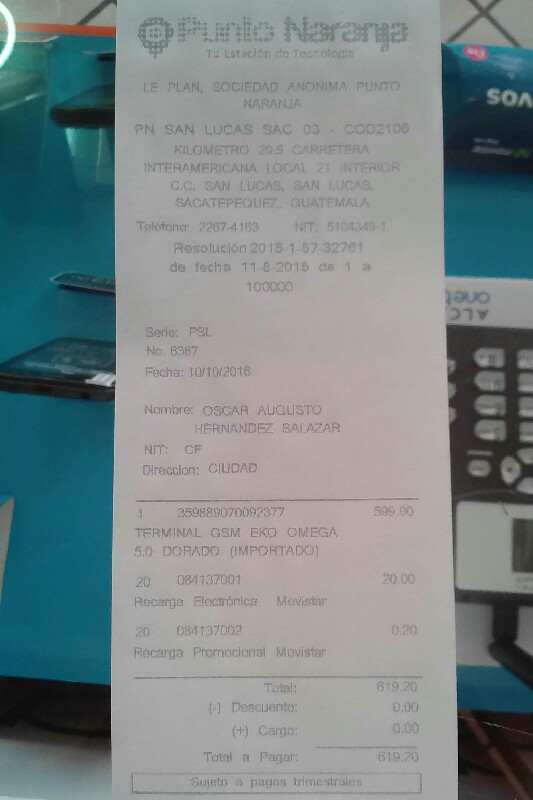 Punto Naranja
Tu Estación de Tecnología
LE PLAN, SOCIEDAD ANONIMA PUNTO
NARANJA
PN SAN LUCAS SAC 03 - COD2106
KILOMETRO 29.5 CARRETERA
INTERAMERICANA LOCAL 21 INTERIOR
C.C. SAN LUCAS, SAN LUCAS,
SACATEPEQUEZ, GUATEMALA
Teléfono: 2267-4163 NIT: 5104349-1
Resolución 2015-1-57-32761
de fecha 11-8-2015 de 1 a
100000
Serie: PSL
No. 6367
Fecha: 10/10/2016
Nombre: OSCAR AUGUSTO
HERNANDEZ SALAZAR
NIT: CF
Direccion: CIUDAD
1 359889070092377 599.00
TERMINAL GSM EKO OMEGA
5.0 DORADO (IMPORTADO)
20 084137001 20.00
Recarga Electrónica Movistar
20 084137002 0.20
Recarga Promocional Movistar
Total: 619.20
(-) Descuento: 0.00
(+) Cargo: 0.00
Total a Pagar: 619.20
Sujeto a pagos trimestrales
movistar
onet
ALC